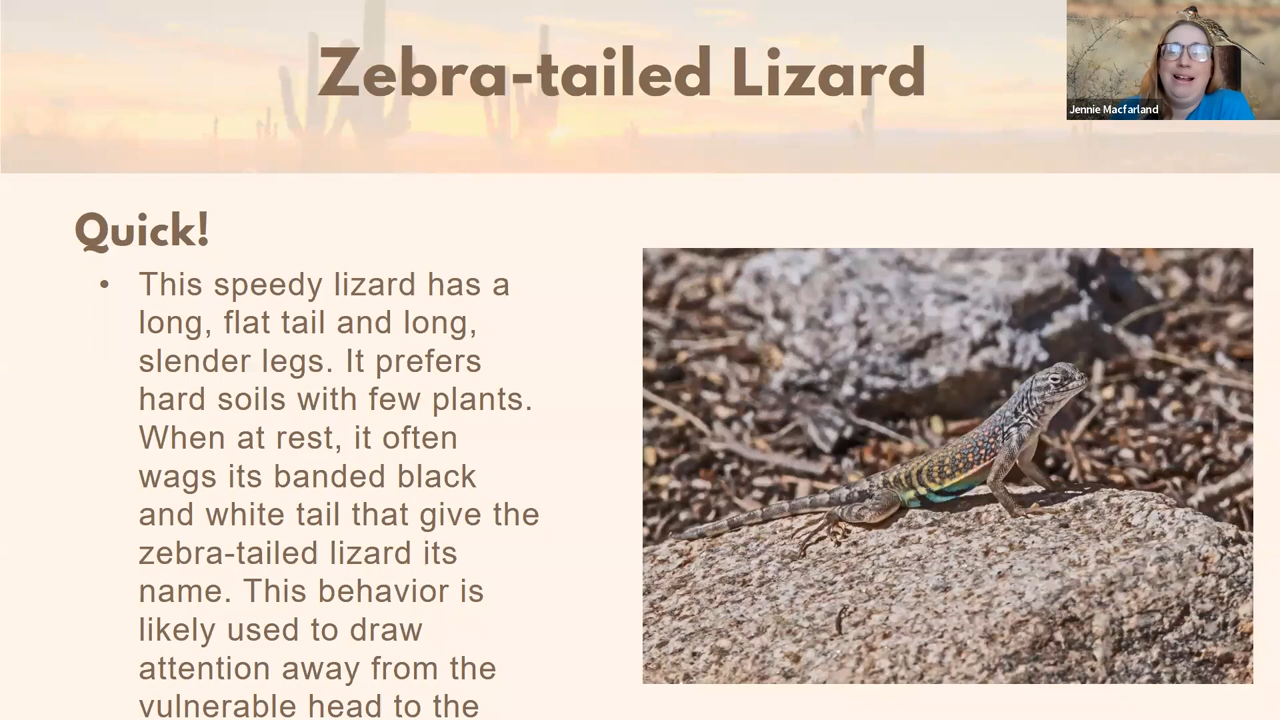 Zebra-tailed Lizard
Jennie Macfarland
Quick!
• This speedy lizard has a
long, flat tail and long,
slender legs. It prefers
hard soils with few plants.
When at rest, it often
wags its banded black
and white tail that give the
zebra-tailed lizard its
name. This behavior is
likely used to draw
attention away from the
vulnerable head to the